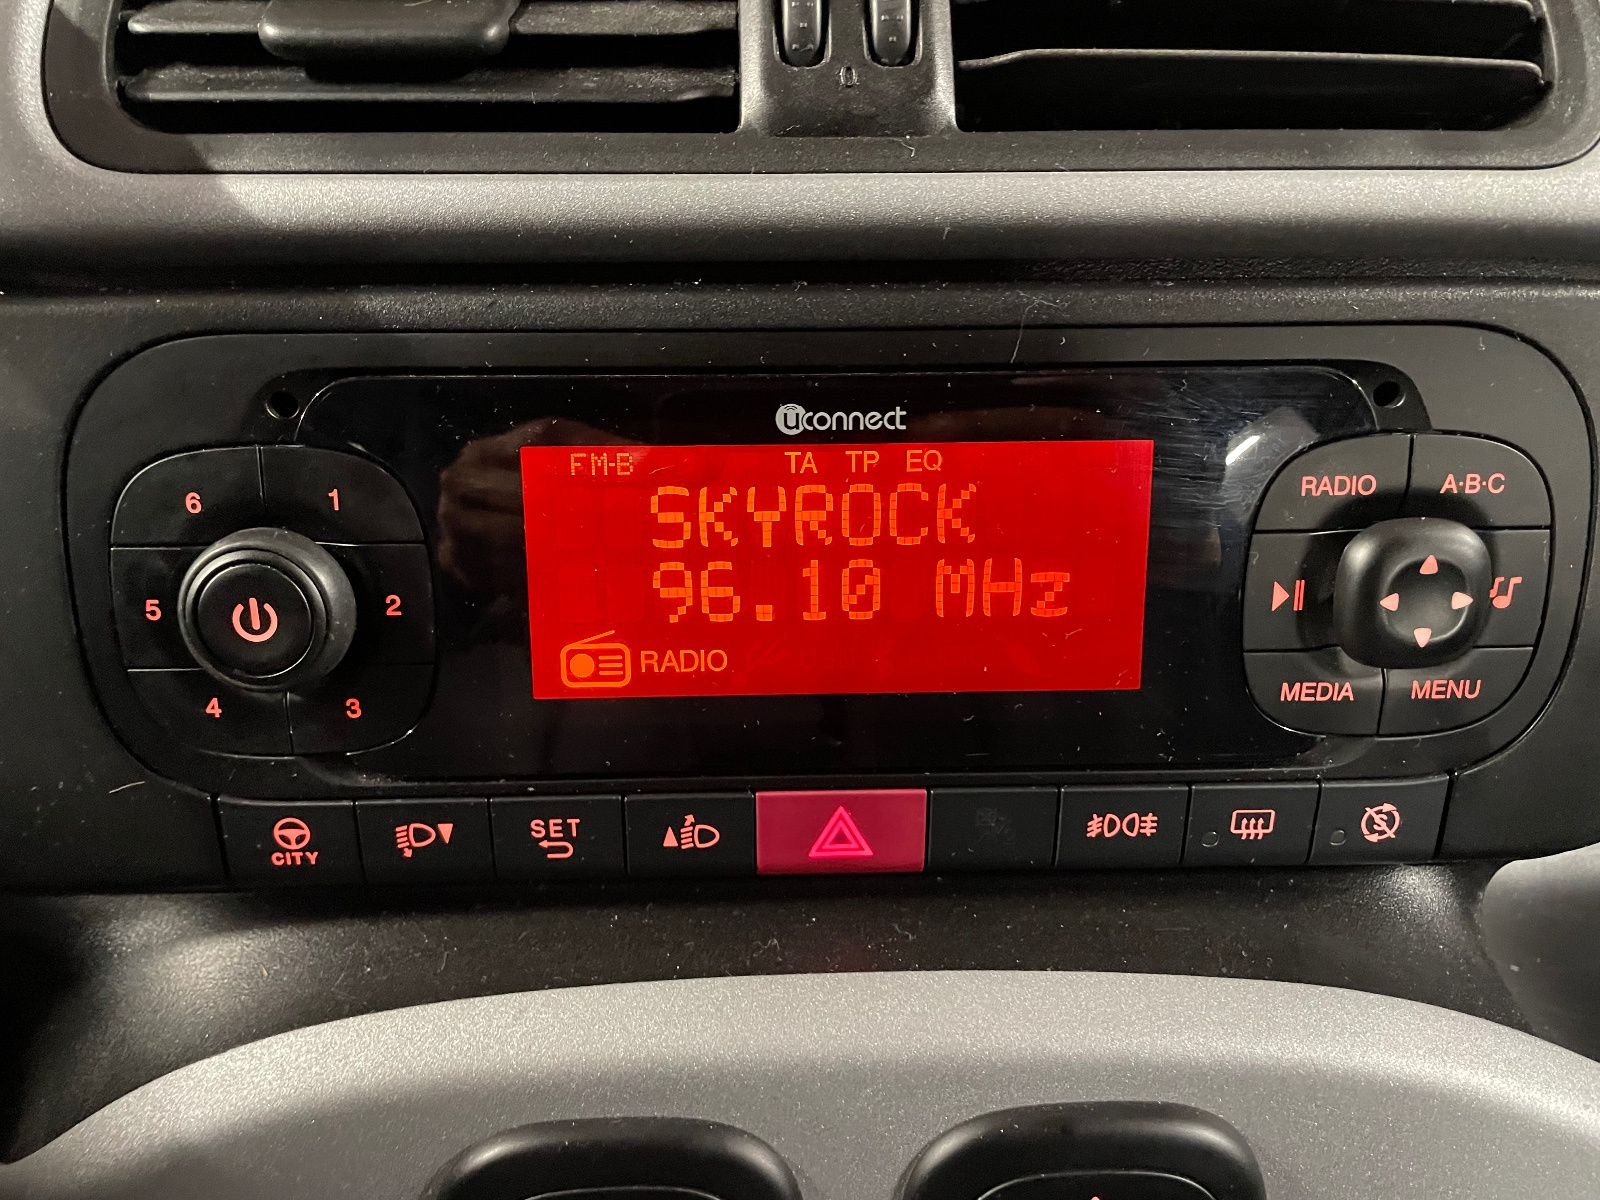 0
uconnect
FM-B TA TP EQ
SKYROCK
96.10 MHz
RADIO
6 1
5 2
4 3
RADIO A·B·C
MEDIA MENU
CITY
SET
S